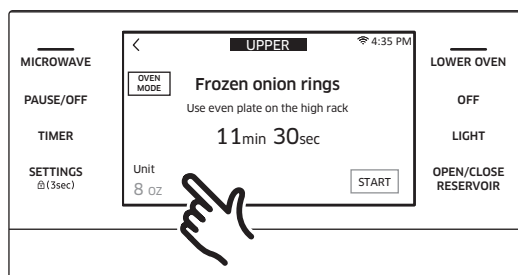 MICROWAVE
PAUSE/OFF
TIMER
SETTINGS
(3sec)
UPPER
4:35 PM
OVEN
MODE
Frozen onion rings
Use even plate on the high rack
11min 30sec
Unit
8 oz
START
LOWER OVEN
OFF
LIGHT
OPEN/CLOSE
RESERVOIR